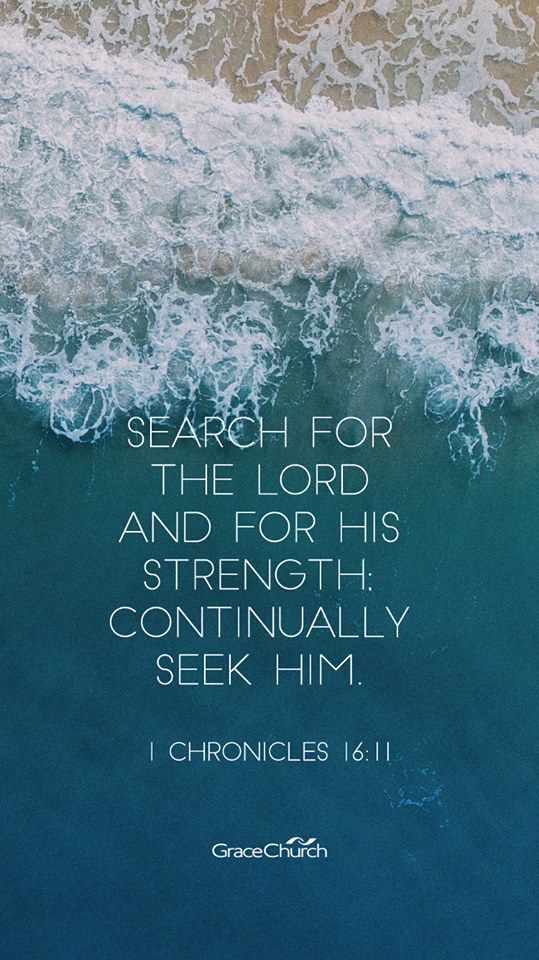 SEARCH FOR
THE LORD
AND FOR HIS
STRENGTH;
CONTINUALLY
SEEK HIM.
1 CHRONICLES 16:11
GraceChurch